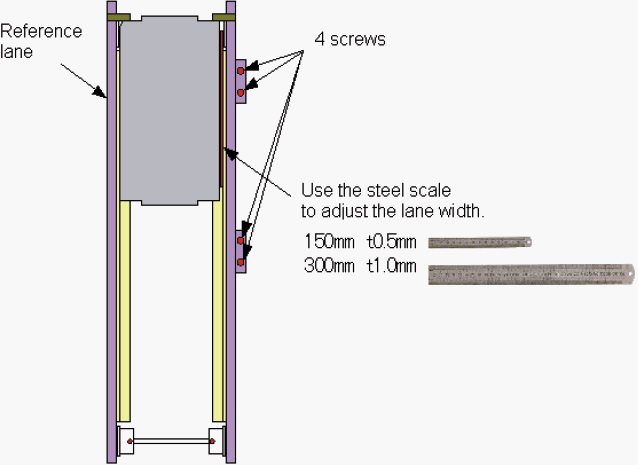 Reference
lane
4 screws
Use the steel scale
to adjust the lane width.
150mm t0.5mm
300mm t1.0mm